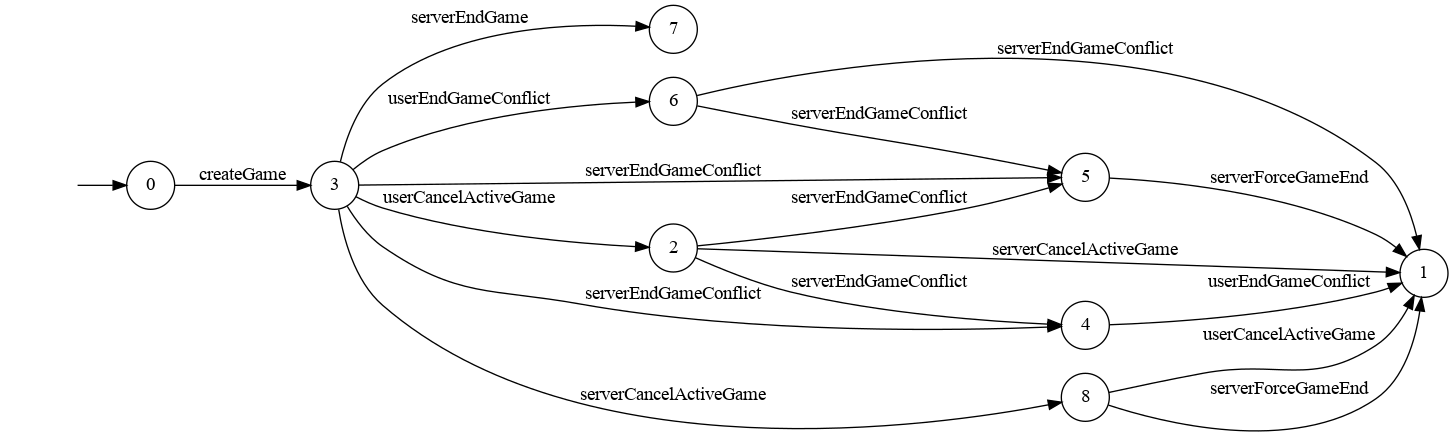 serverEndGame
7
serverEndGameConflict
userEndGameConflict
6
serverEndGameConflict
0
createGame
3
serverEndGameConflict
5
serverForceGameEnd
userCancelActiveGame
serverEndGameConflict
2
serverCancelActiveGame
1
serverEndGameConflict
userEndGameConflict
serverEndGameConflict
4
userCancelActiveGame
serverCancelActiveGame
8
serverForceGameEnd